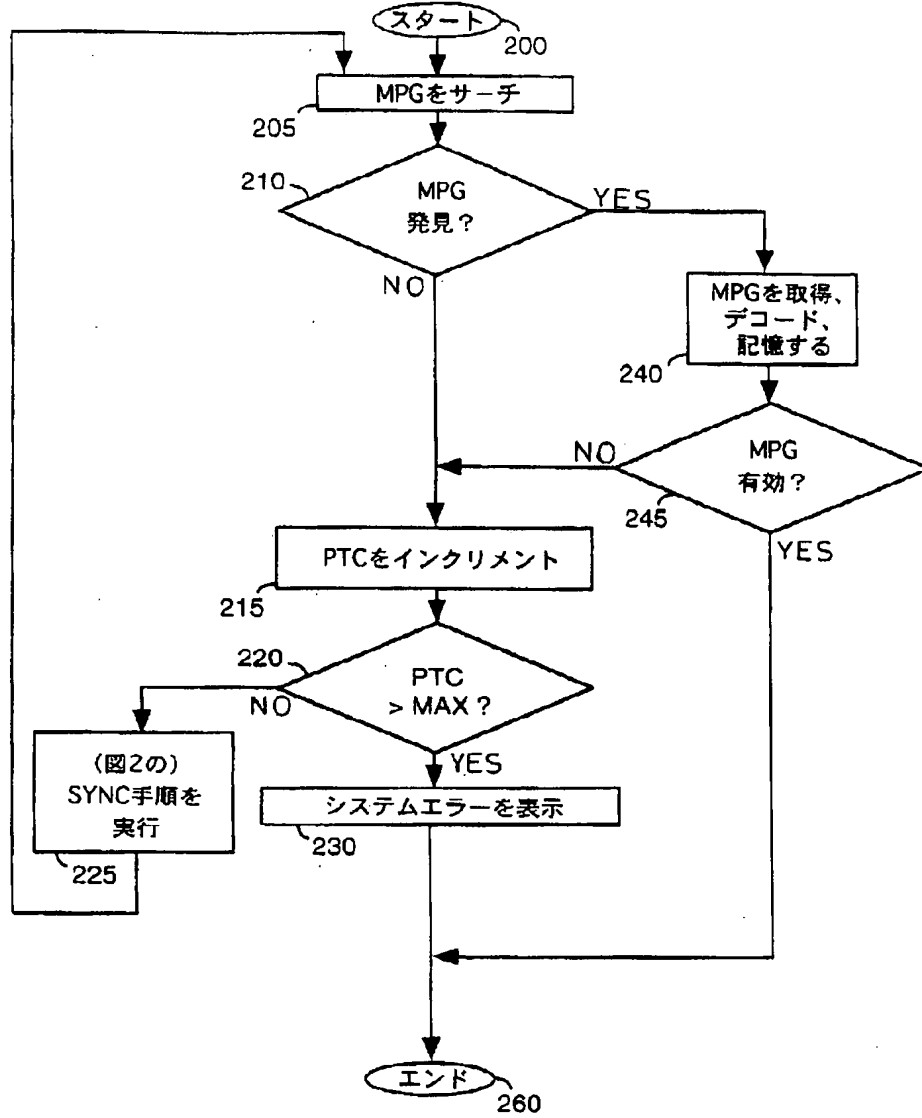 スタート
200
MPGをサーチ
205
210
MPG
発見?
YES
NO
MPGを取得、
デコード、
記憶する
240
MPG
有効?
NO
245
YES
PTCをインクリメント
215
220
PTC
> MAX?
NO
YES
(図2の)
SYNC手順を
実行
225
システムエラーを表示
230
エンド
260